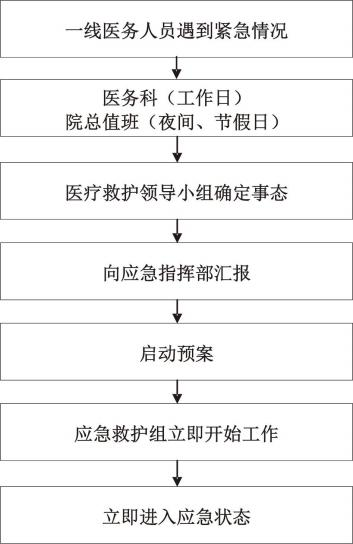 一线医务人员遇到紧急情况
医务科（工作日）
院总值班（夜间、节假日）
医疗救护领导小组确定事态
向应急指挥部汇报
启动预案
应急救护组立即开始工作
立即进入应急状态